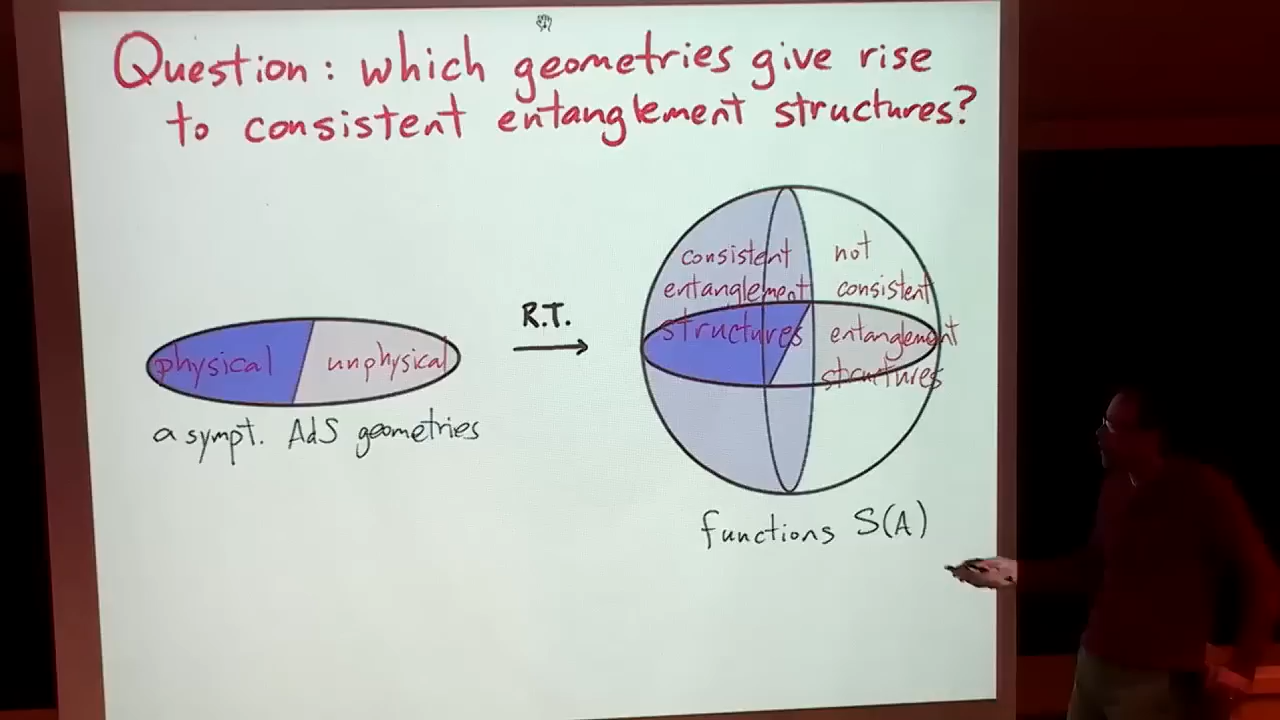 Question: which geometries give rise
to consistent entanglement structures?
consistent
entanglement
structures
not
consistent
entanglement
structures
R.T.
physical
unphysical
asympt. AdS geometries
functions S(A)